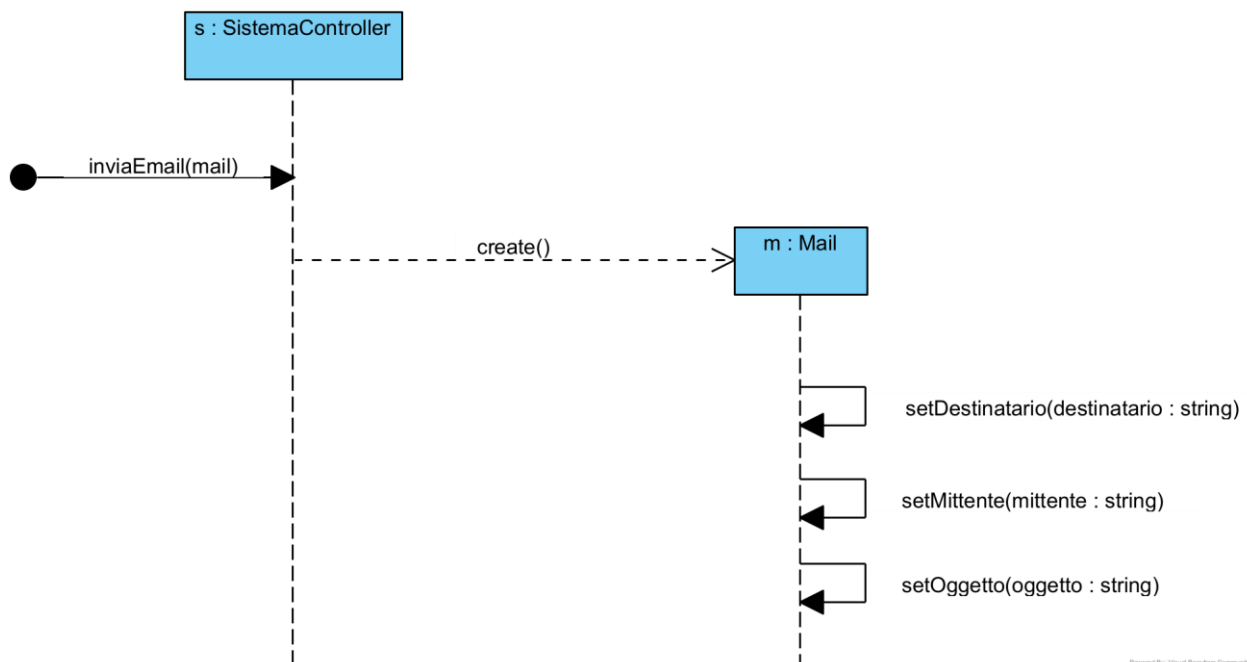 s : SistemaController
inviaEmail(mail)
create()
m : Mail
setDestinatario(destinatario : string)
setMittente(mittente : string)
setOggetto(oggetto : string)